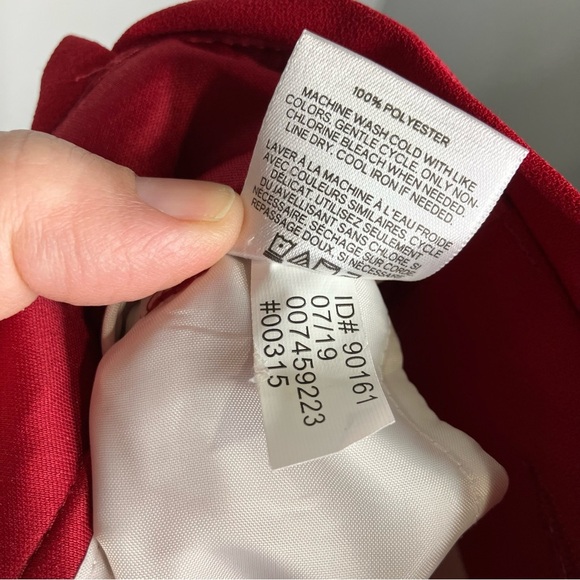 100% POLYESTER
MACHINE WASH COLD WITH LIKE
COLORS. GENTLE CYCLE. ONLY NON-
CHLORINE BLEACH WHEN NEEDED.
LINE DRY. COOL IRON IF NEEDED
LAVER À LA MACHINE À L'EAU FROIDE
AVEC COULEURS SIMILAIRES. CYCLE
DÉLICAT. UTILISEZ SEULEMENT
DU JAVELLISANT SANS CHLORE SI
NÉCESSAIRE. SÉCHAGE SUR CORDE.
REPASSAGE DOUX, SI NÉCESSAIRE
ID# 90161
07/19
007459223
#00315